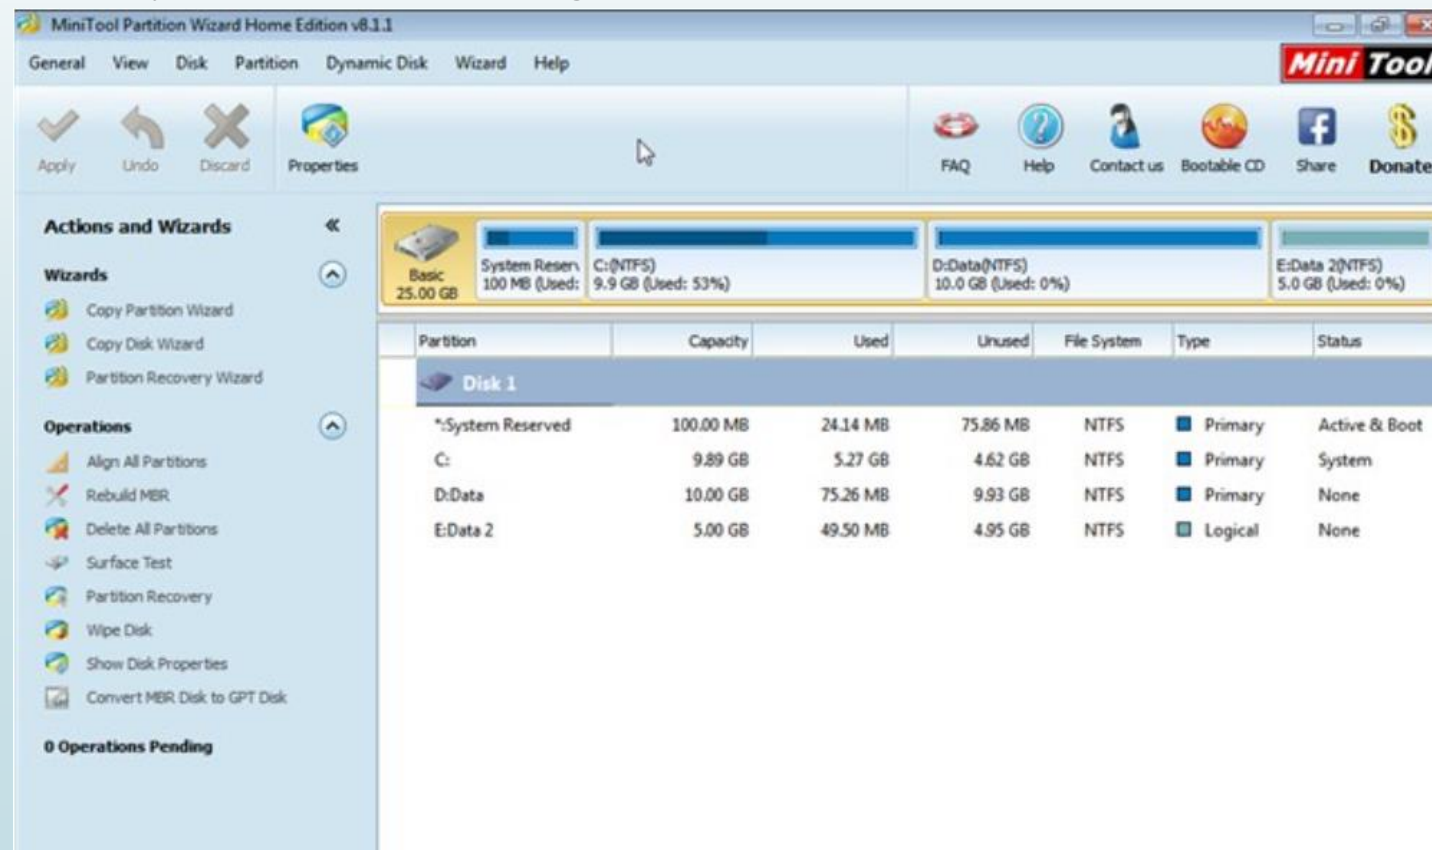 MiniTool Partition Wizard Home Edition v8.1.1
General View Disk Partition Dynamic Disk Wizard Help
Mini Tool
Apply Undo Discard Properties FAQ Help Contact us Bootable CD Share Donate
Actions and Wizards «
Wizards
Copy Partition Wizard
Copy Disk Wizard
Partition Recovery Wizard
Operations
Align All Partitions
Rebuild MBR
Delete All Partitions
Surface Test
Partition Recovery
Wipe Disk
Show Disk Properties
Convert MBR Disk to GPT Disk
0 Operations Pending
Basic
25.00 GB
System Reserv
100 MB (Used:
C:(NTFS)
9.9 GB (Used: 53%)
D:Data(NTFS)
10.0 GB (Used: 0%)
E:Data 2(NTFS)
5.0 GB (Used: 0%)
Partition Capacity Used Unused File System Type Status
Disk 1
*:System Reserved 100.00 MB 24.14 MB 75.86 MB NTFS Primary Active & Boot
C: 9.89 GB 5.27 GB 4.62 GB NTFS Primary System
D:Data 10.00 GB 75.26 MB 9.93 GB NTFS Primary None
E:Data 2 5.00 GB 49.50 MB 4.95 GB NTFS Logical None